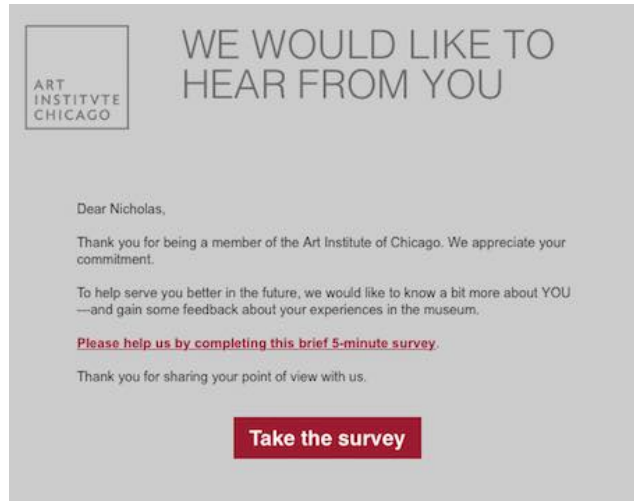 ART
INSTITVTE
CHICAGO
WE WOULD LIKE TO
HEAR FROM YOU
Dear Nicholas,
Thank you for being a member of the Art Institute of Chicago. We appreciate your
commitment.
To help serve you better in the future, we would like to know a bit more about YOU
—and gain some feedback about your experiences in the museum.
Please help us by completing this brief 5-minute survey.
Thank you for sharing your point of view with us.
Take the survey